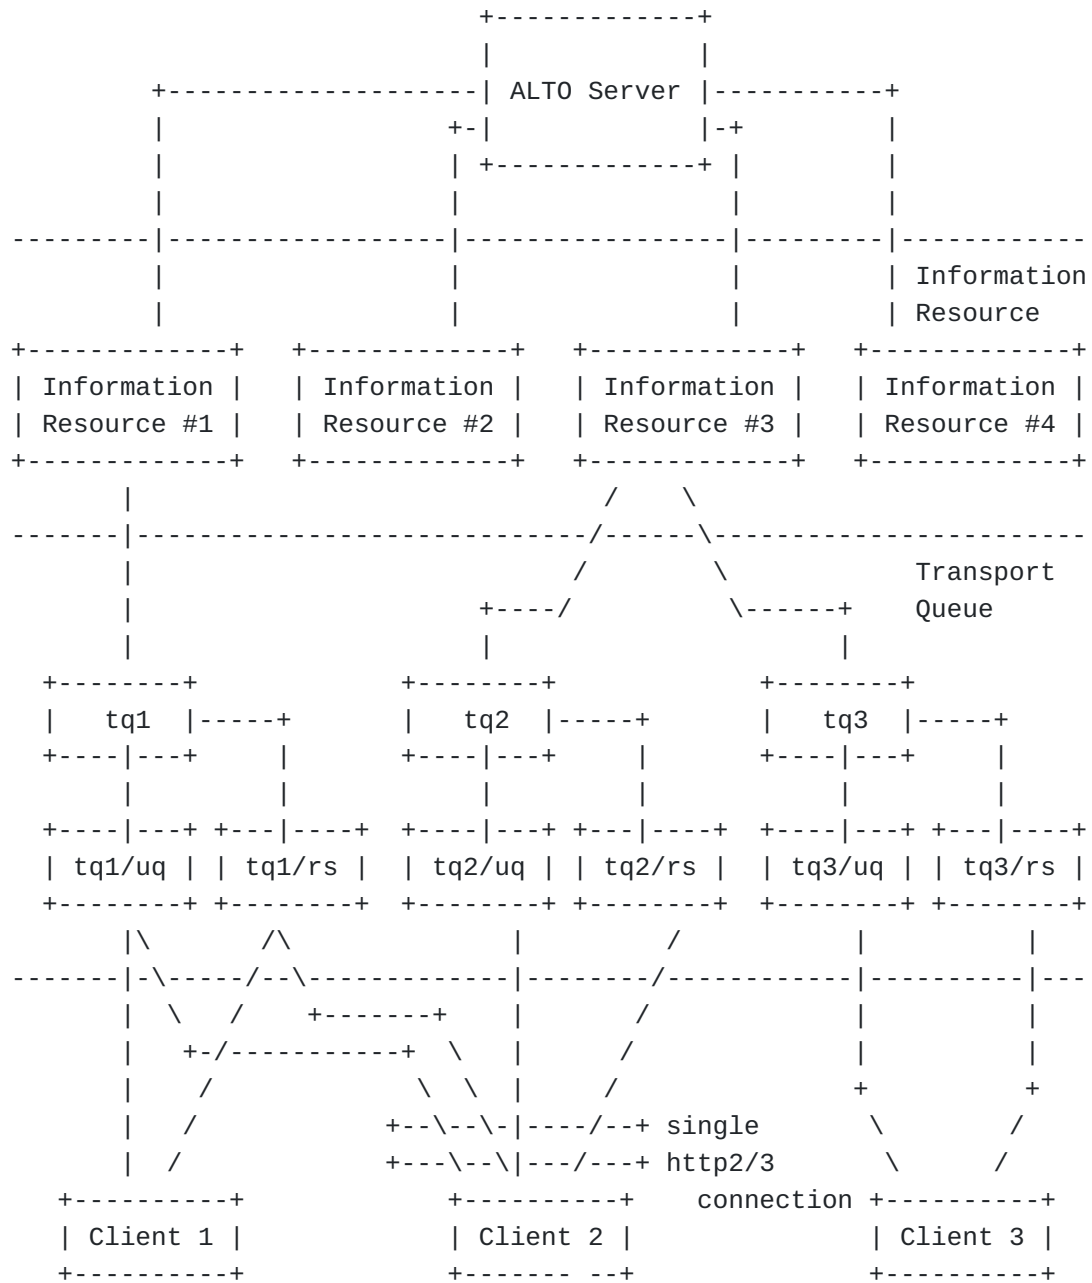 ALTO Server
Information
Resource
Information Information Information Information
Resource #1 Resource #2 Resource #3 Resource #4
Transport
Queue
tq1 tq2 tq3
tq1/uq tq1/rs tq2/uq tq2/rs tq3/uq tq3/rs
single
http2/3
connection
Client 1 Client 2 Client 3